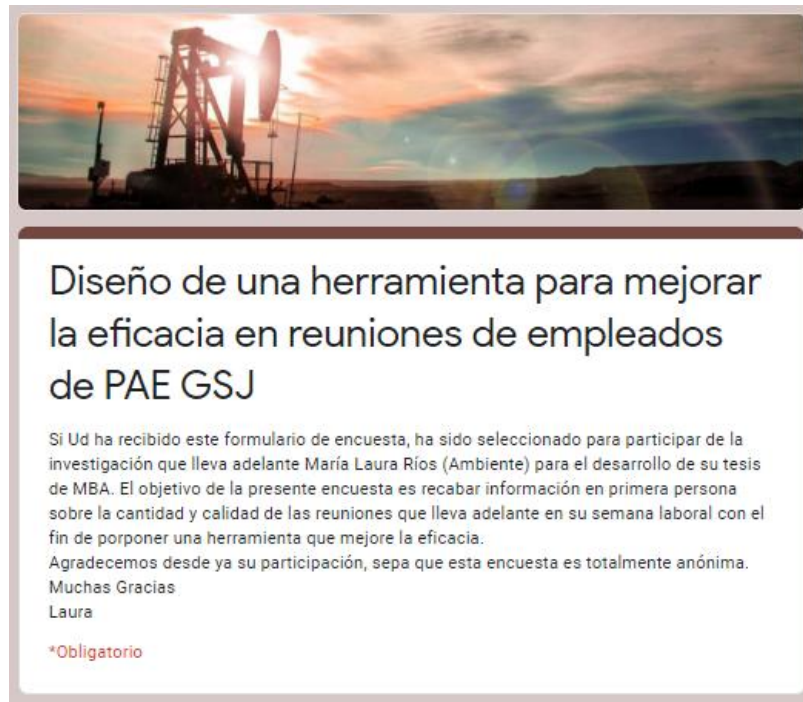 Diseño de una herramienta para mejorar
la eficacia en reuniones de empleados
de PAE GSJ
Si Ud ha recibido este formulario de encuesta, ha sido seleccionado para participar de la
investigación que lleva adelante María Laura Ríos (Ambiente) para el desarrollo de su tesis
de MBA. El objetivo de la presente encuesta es recabar información en primera persona
sobre la cantidad y calidad de las reuniones que lleva adelante en su semana laboral con el
fin de porponer una herramienta que mejore la eficacia.
Agradecemos desde ya su participación, sepa que esta encuesta es totalmente anónima.
Muchas Gracias
Laura
*Obligatorio